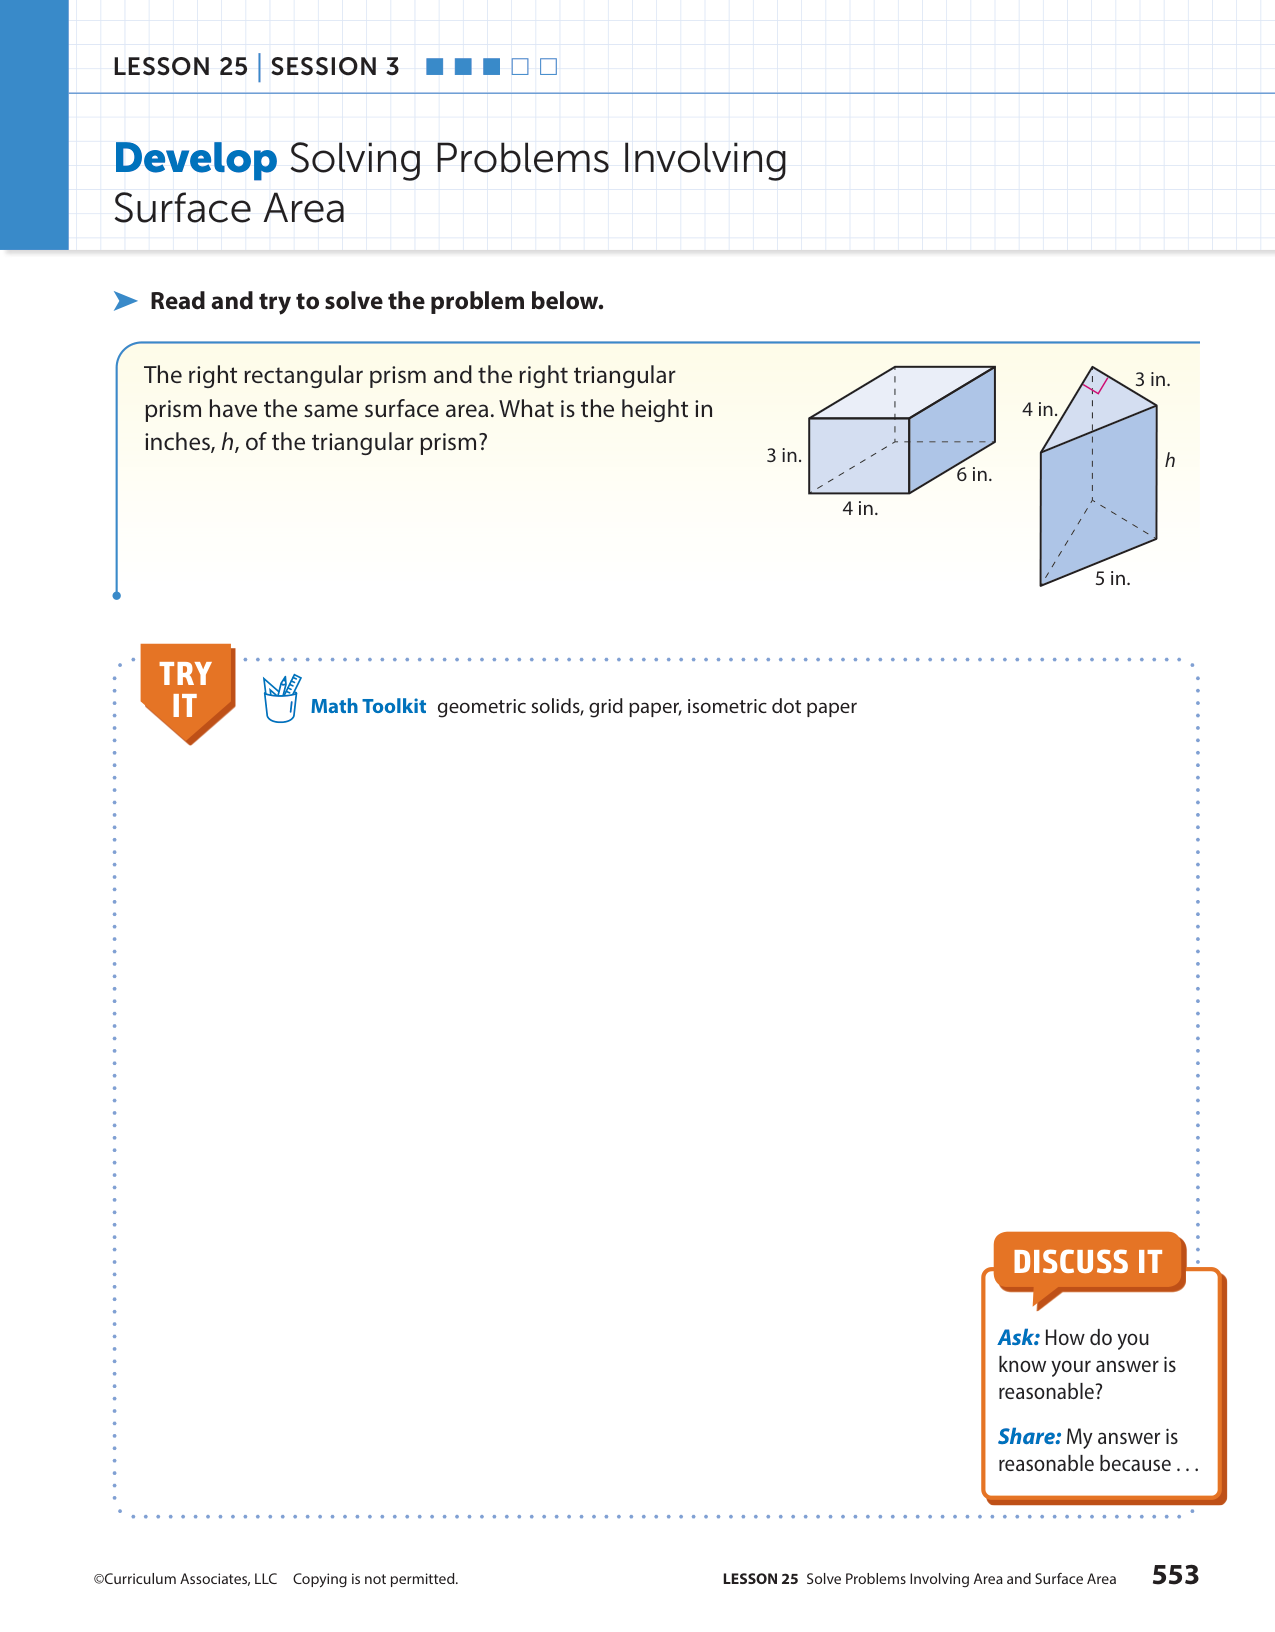 LESSON 25 | SESSION 3
Develop Solving Problems Involving
Surface Area
Read and try to solve the problem below.
The right rectangular prism and the right triangular
prism have the same surface area. What is the height in
inches, h, of the triangular prism?
3 in.
4 in.
6 in.
4 in.
3 in.
h
5 in.
TRY
IT
Math Toolkit geometric solids, grid paper, isometric dot paper
DISCUSS IT
Ask: How do you
know your answer is
reasonable?
Share: My answer is
reasonable because . . .
©Curriculum Associates, LLC Copying is not permitted.
LESSON 25 Solve Problems Involving Area and Surface Area 553